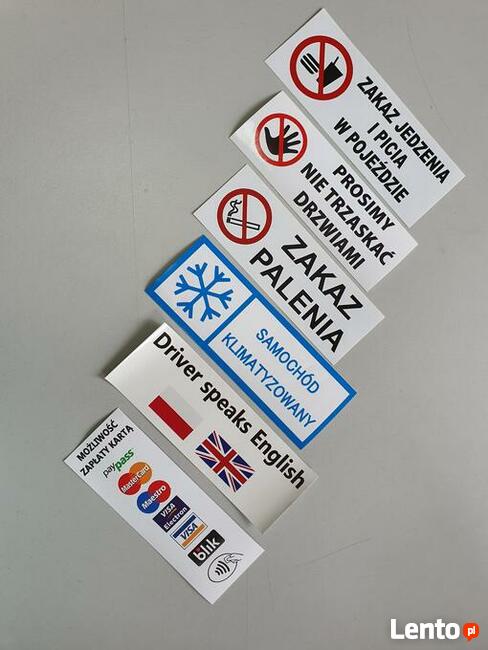 ZAKAZ JEDZENIA
I PICIA
W POJEŹDZIE
PROSIMY
NIE TRZASKAĆ
DRZWIAMI
ZAKAZ
PALENIA
SAMOCHÓD
KLIMATYZOWANY
Driver speaks English
MOŻLIWOŚĆ
ZAPŁATY KARTĄ
paypass
MasterCard
Maestro
VISA
Electron
VISA
blik
Lento.pl